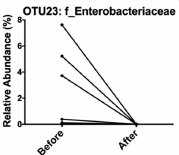 OTU23: f_Enterobacteriaceae
Relative Abundance (%)
8
6
4
2
0
Before
After